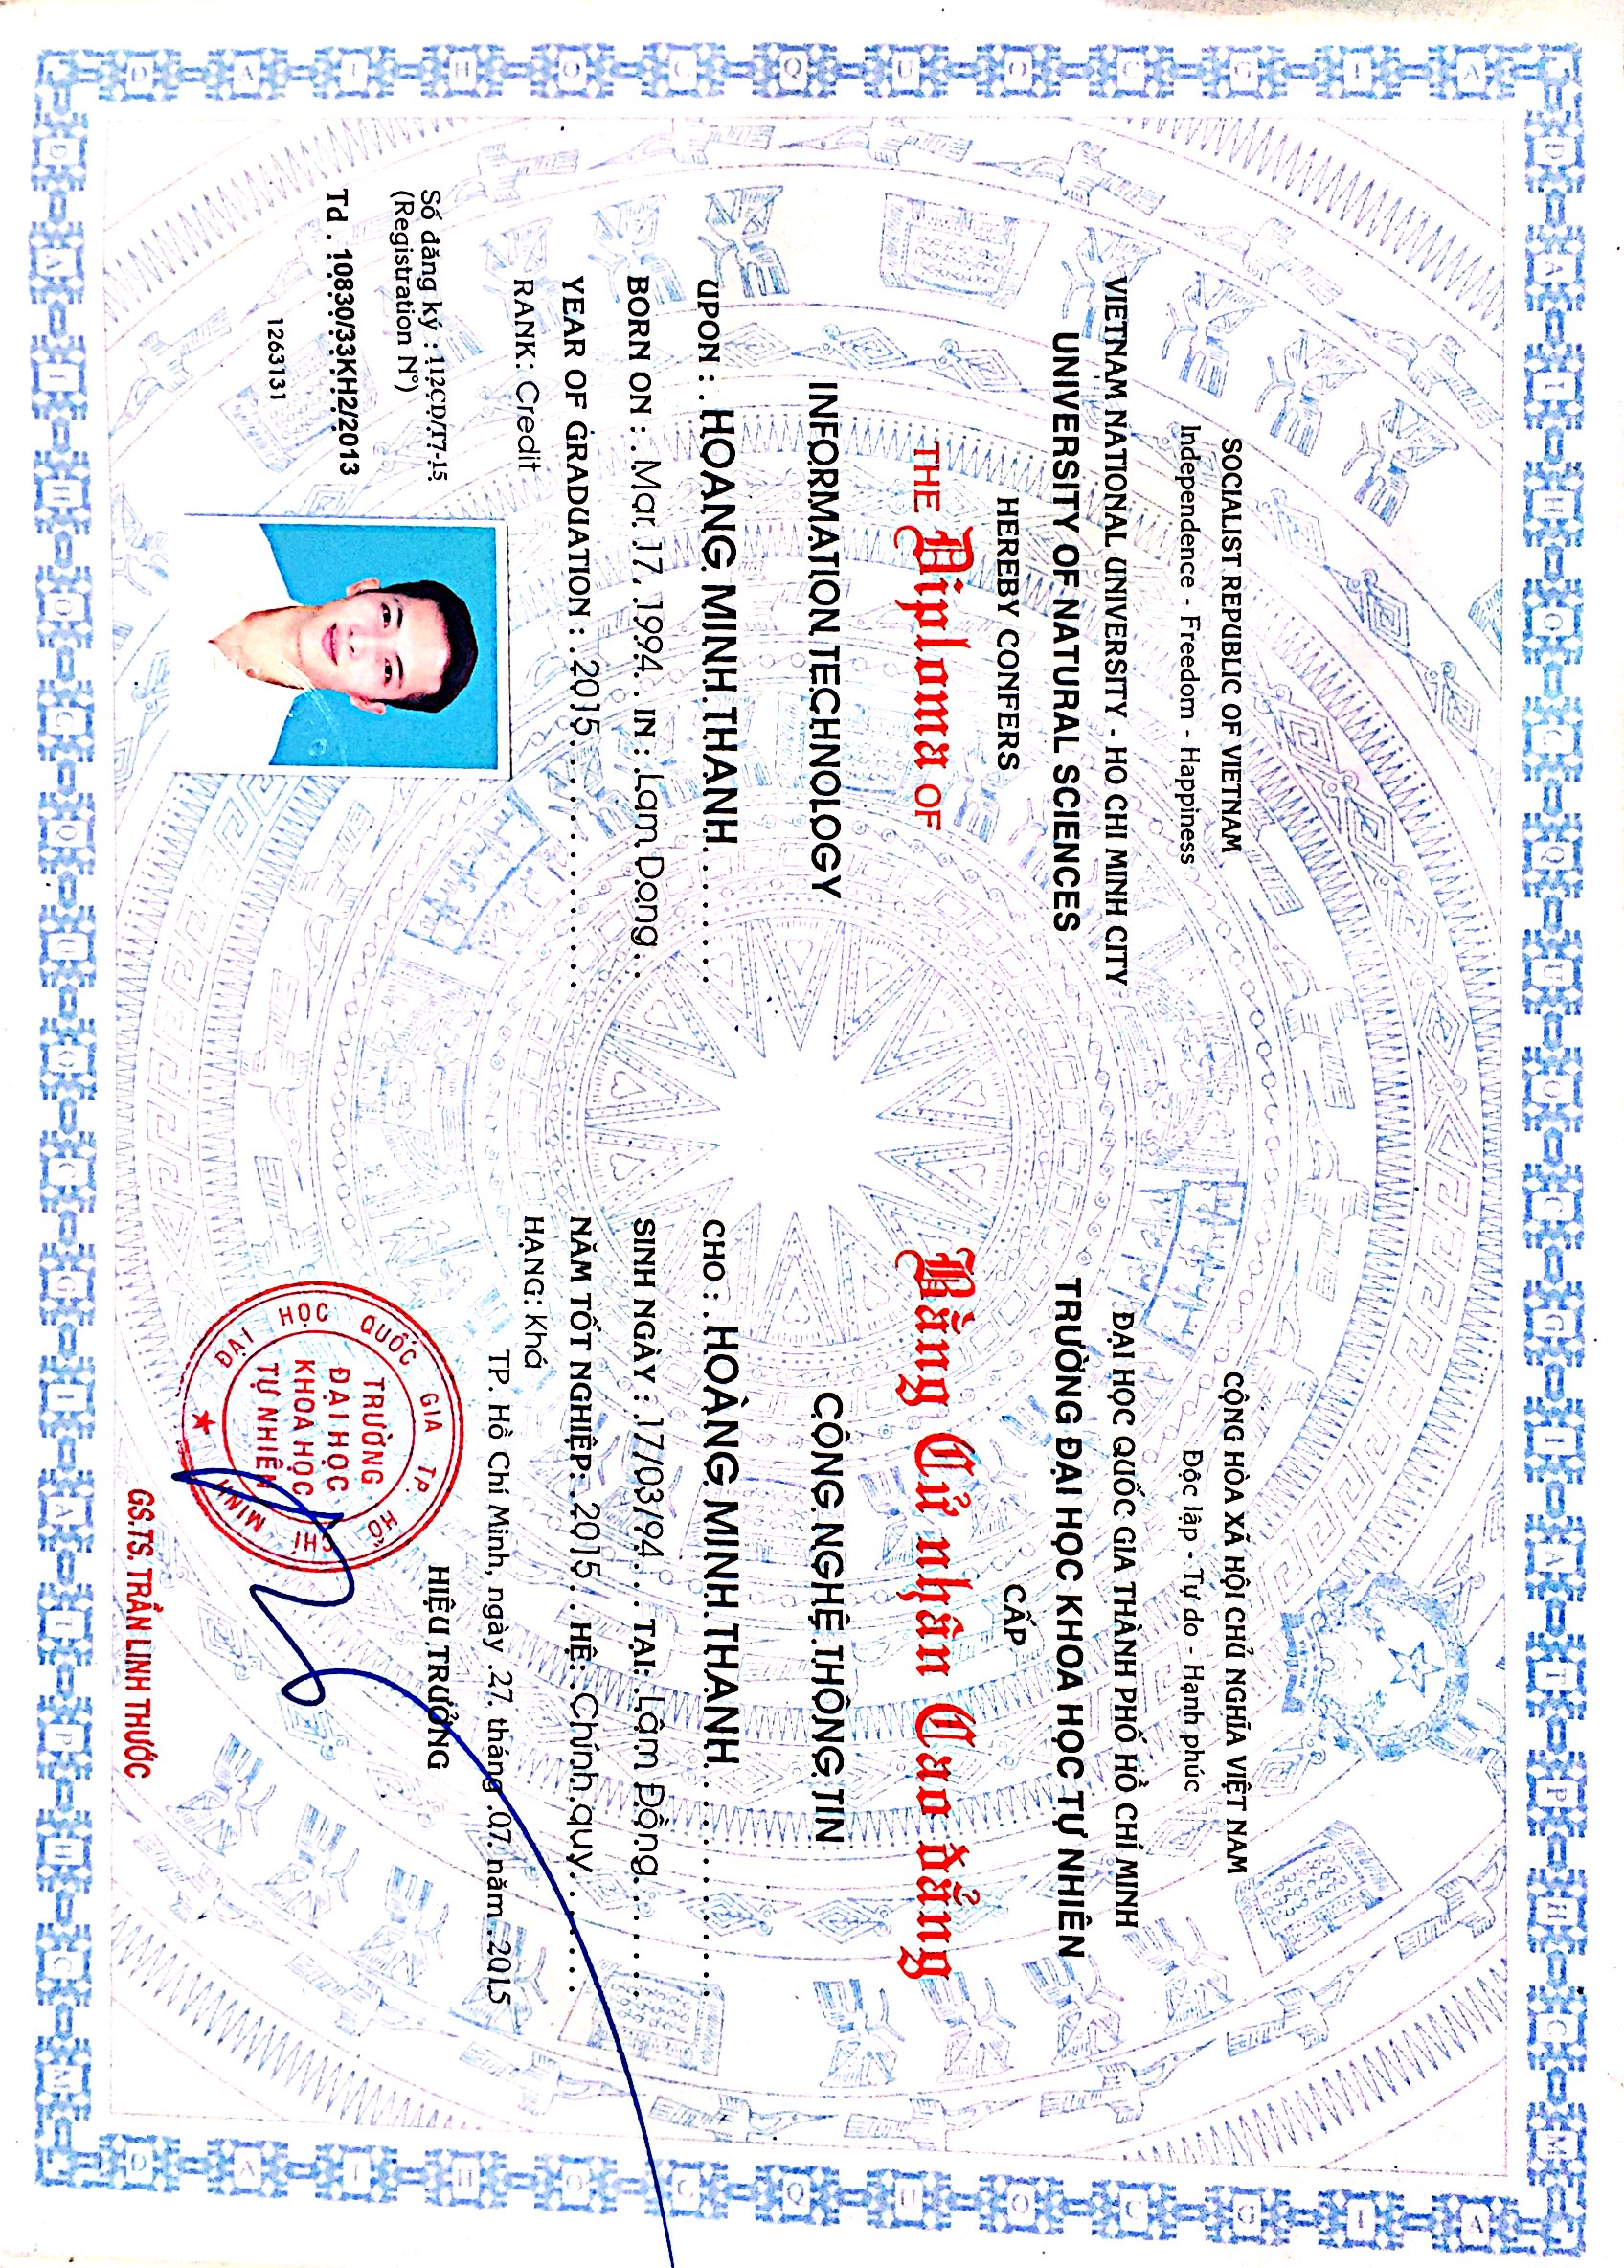 DAIHOCQUOCGIATPHCM
VIỆT NAM
SOCIALIST REPUBLIC OF VIETNAM
Independence - Freedom - Happiness
VIETNAM NATIONAL UNIVERSITY - HO CHI MINH CITY
UNIVERSITY OF NATURAL SCIENCES
HEREBY CONFERS
THE Diploma OF
INFORMATION TECHNOLOGY
UPON : HOANG MINH THANH
BORN ON : Mar. 17, 1994 IN : Lam Dong
YEAR OF GRADUATION : 2015
RANK: Credit
Số đăng ký : 112CD/T7-15
(Registration N°)
Td . 10830/33KH2/2013
1263131
CỘNG HÒA XÃ HỘI CHỦ NGHĨA VIỆT NAM
Độc lập - Tự do - Hạnh phúc
ĐẠI HỌC QUỐC GIA THÀNH PHỐ HỒ CHÍ MINH
TRƯỜNG ĐẠI HỌC KHOA HỌC TỰ NHIÊN
CẤP
Bằng Cử nhân Cao đẳng
CÔNG NGHỆ THÔNG TIN
CHO : HOÀNG MINH THANH
SINH NGÀY : 17/03/94 TẠI: Lâm Đồng
NĂM TỐT NGHIỆP: 2015 HỆ: Chính quy
HẠNG: Khá
TP. Hồ Chí Minh, ngày 27 tháng 07 năm 2015
HIỆU TRƯỞNG
ĐẠI HỌC QUỐC GIA TP. HỒ CHÍ MINH
TRƯỜNG
ĐẠI HỌC
KHOA HỌC
TỰ NHIÊN
GS.TS. TRẦN LINH THƯỚC
DAIHOCQUOCGIATPHCM